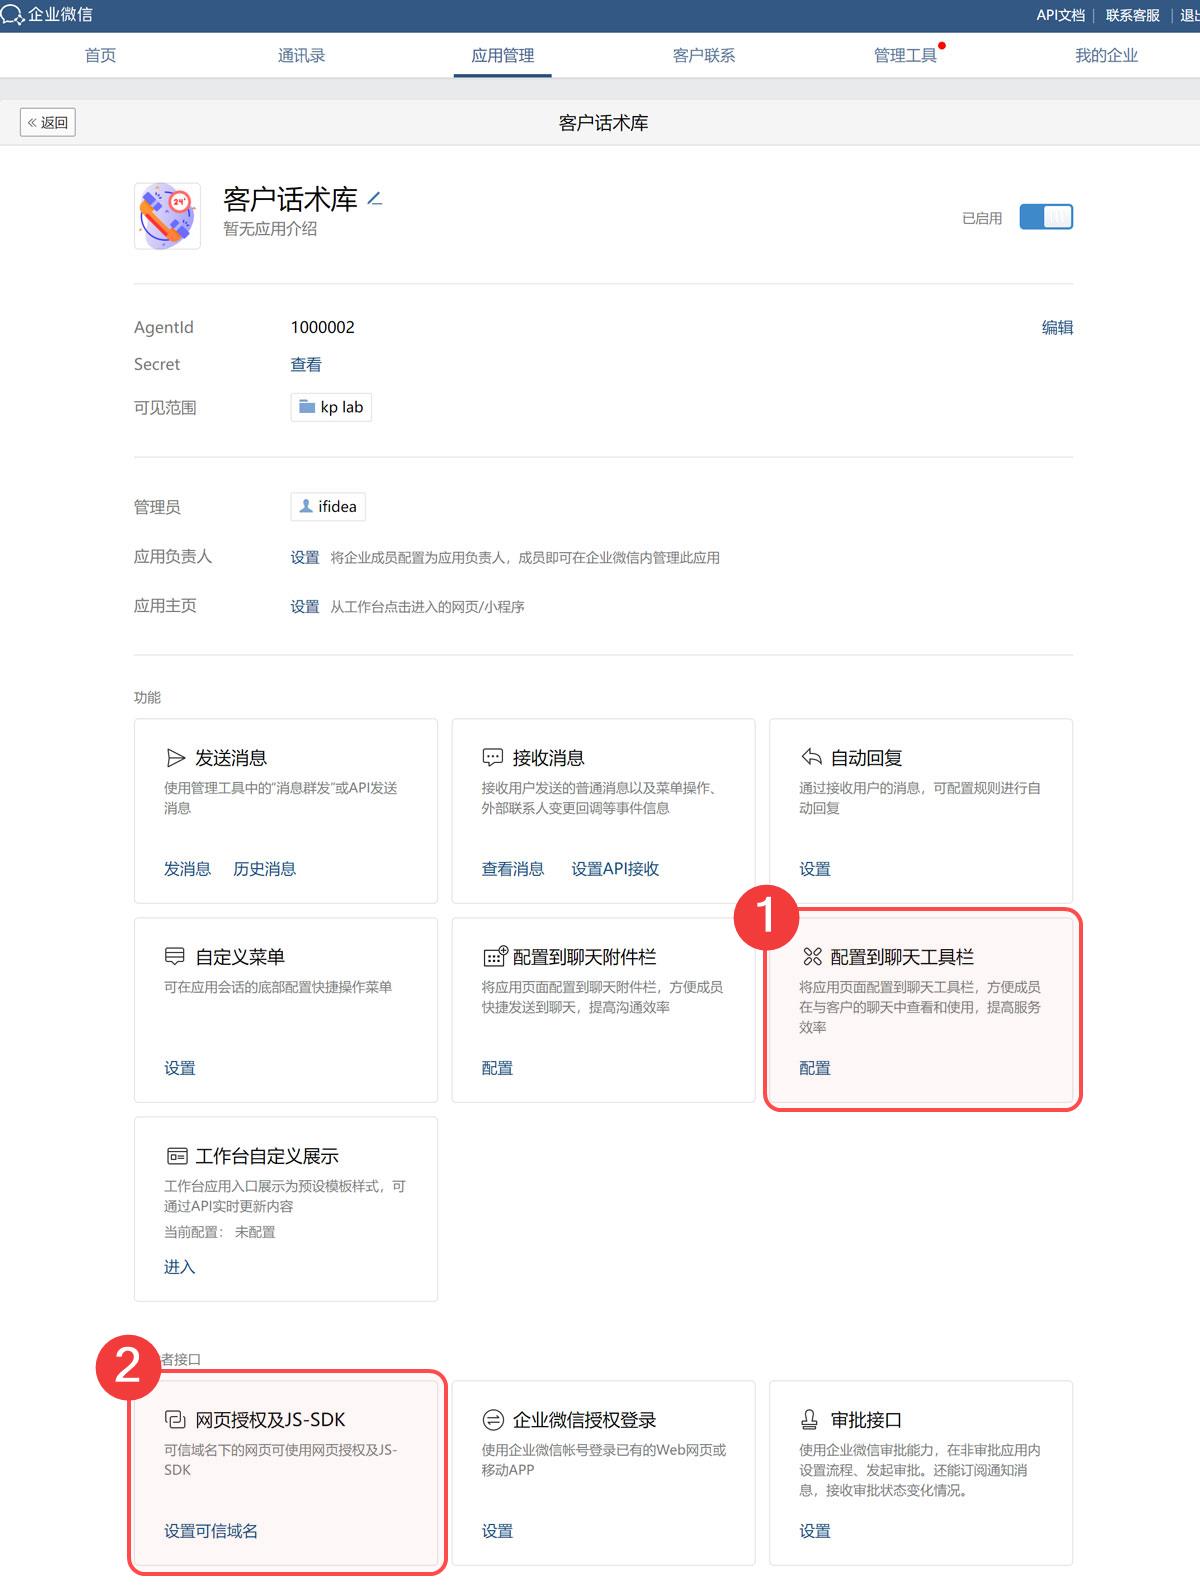 企业微信
API文档 联系客服 退出
首页 通讯录 应用管理 客户联系 管理工具 我的企业
« 返回 客户话术库
24'
客户话术库
暂无应用介绍
已启用
AgentId 1000002 编辑
Secret 查看
可见范围 kp lab
管理员 ifidea
应用负责人 设置 将企业成员配置为应用负责人，成员即可在企业微信内管理此应用
应用主页 设置 从工作台点击进入的网页/小程序
功能
发送消息
使用管理工具中的“消息群发”或API发送
消息
发消息 历史消息
接收消息
接收用户发送的普通消息以及菜单操作、
外部联系人变更回调等事件信息
查看消息 设置API接收
自动回复
通过接收用户的消息，可配置规则进行自
动回复
设置
自定义菜单
可在应用会话的底部配置快捷操作菜单
设置
配置到聊天附件栏
将应用页面配置到聊天附件栏，方便成员
快捷发送到聊天，提高沟通效率
配置
1
配置到聊天工具栏
将应用页面配置到聊天工具栏，方便成员
在与客户的聊天中查看和使用，提高服务
效率
配置
工作台自定义展示
工作台应用入口展示为预设模板样式，可
通过API实时更新内容
当前配置： 未配置
进入
2
者接口
网页授权及JS-SDK
可信域名下的网页可使用网页授权及JS-
SDK
设置可信域名
企业微信授权登录
使用企业微信帐号登录已有的Web网页或
移动APP
设置
审批接口
使用企业微信审批能力，在非审批应用内
设置流程、发起审批。还能订阅通知消
息，接收审批状态变化情况。
设置